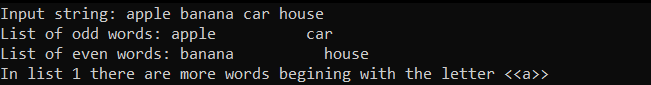 Input string: apple banana car house
List of odd words: apple          car
List of even words: banana          house
In list 1 there are more words begining with the letter <<a>>